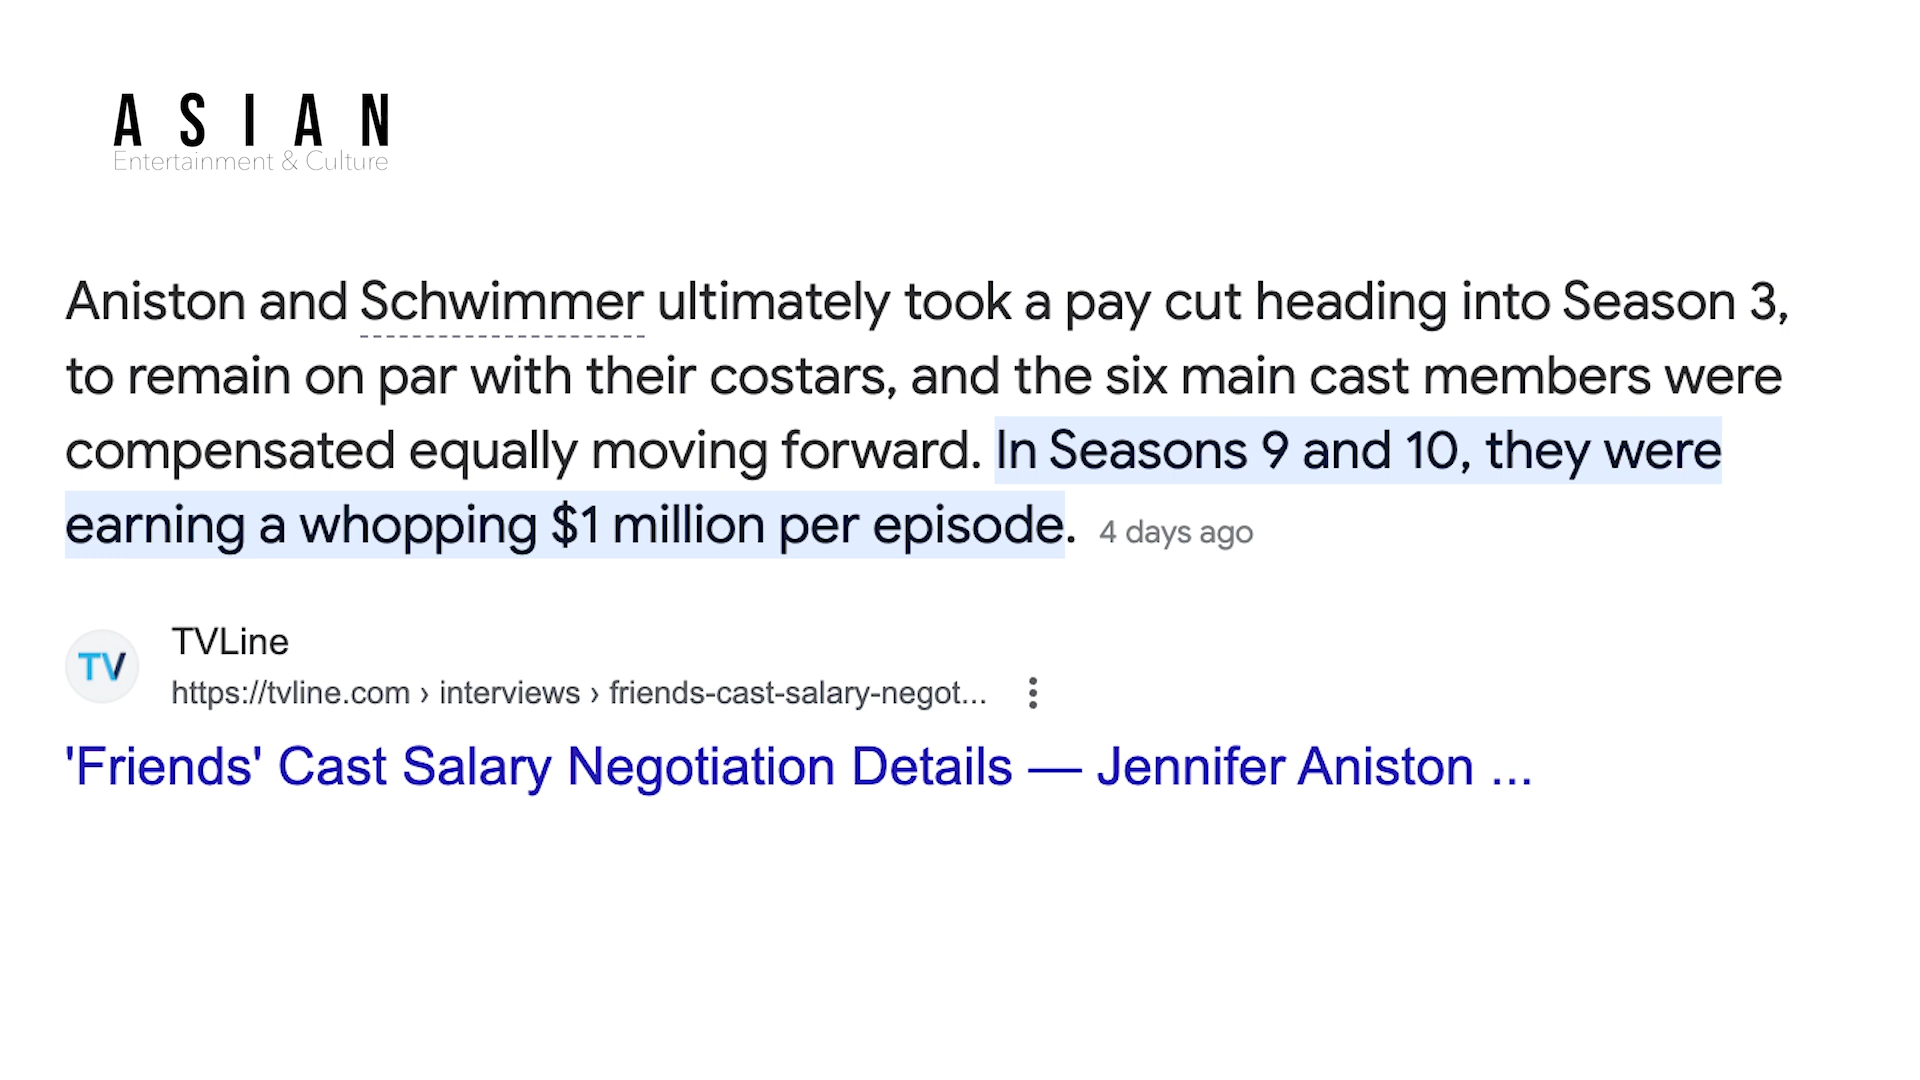 A S I A N
Entertainment & Culture
Aniston and Schwimmer ultimately took a pay cut heading into Season 3,
to remain on par with their costars, and the six main cast members were
compensated equally moving forward. In Seasons 9 and 10, they were
earning a whopping $1 million per episode. 4 days ago
TV
TVLine
https://tvline.com › interviews › friends-cast-salary-negot...
'Friends' Cast Salary Negotiation Details — Jennifer Aniston ...